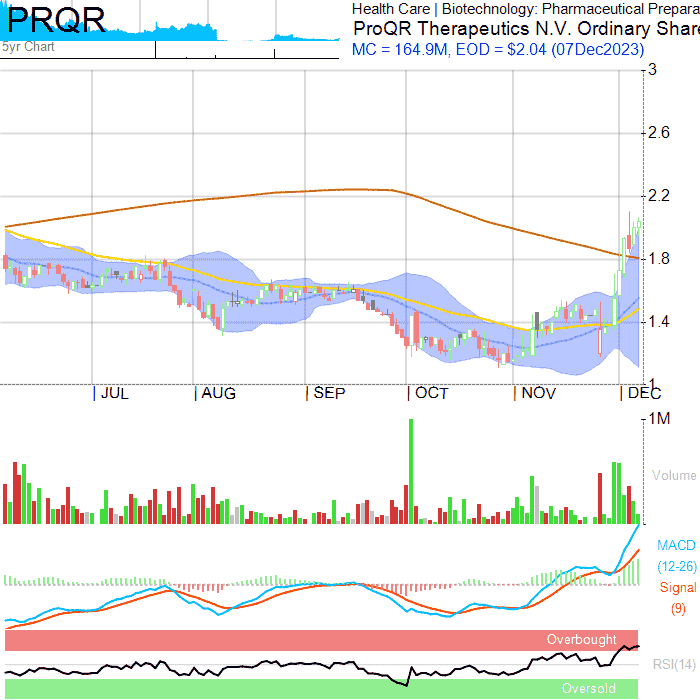 PRQR
5yr Chart
Health Care | Biotechnology: Pharmaceutical Prepara
ProQR Therapeutics N.V. Ordinary Share
MC = 164.9M, EOD = $2.04 (07Dec2023)
3
2.6
2.2
1.8
1.4
1
JUL AUG SEP OCT NOV DEC
1M
Volume
MACD
(12-26)
Signal
(9)
Overbought
RSI(14)
Oversold